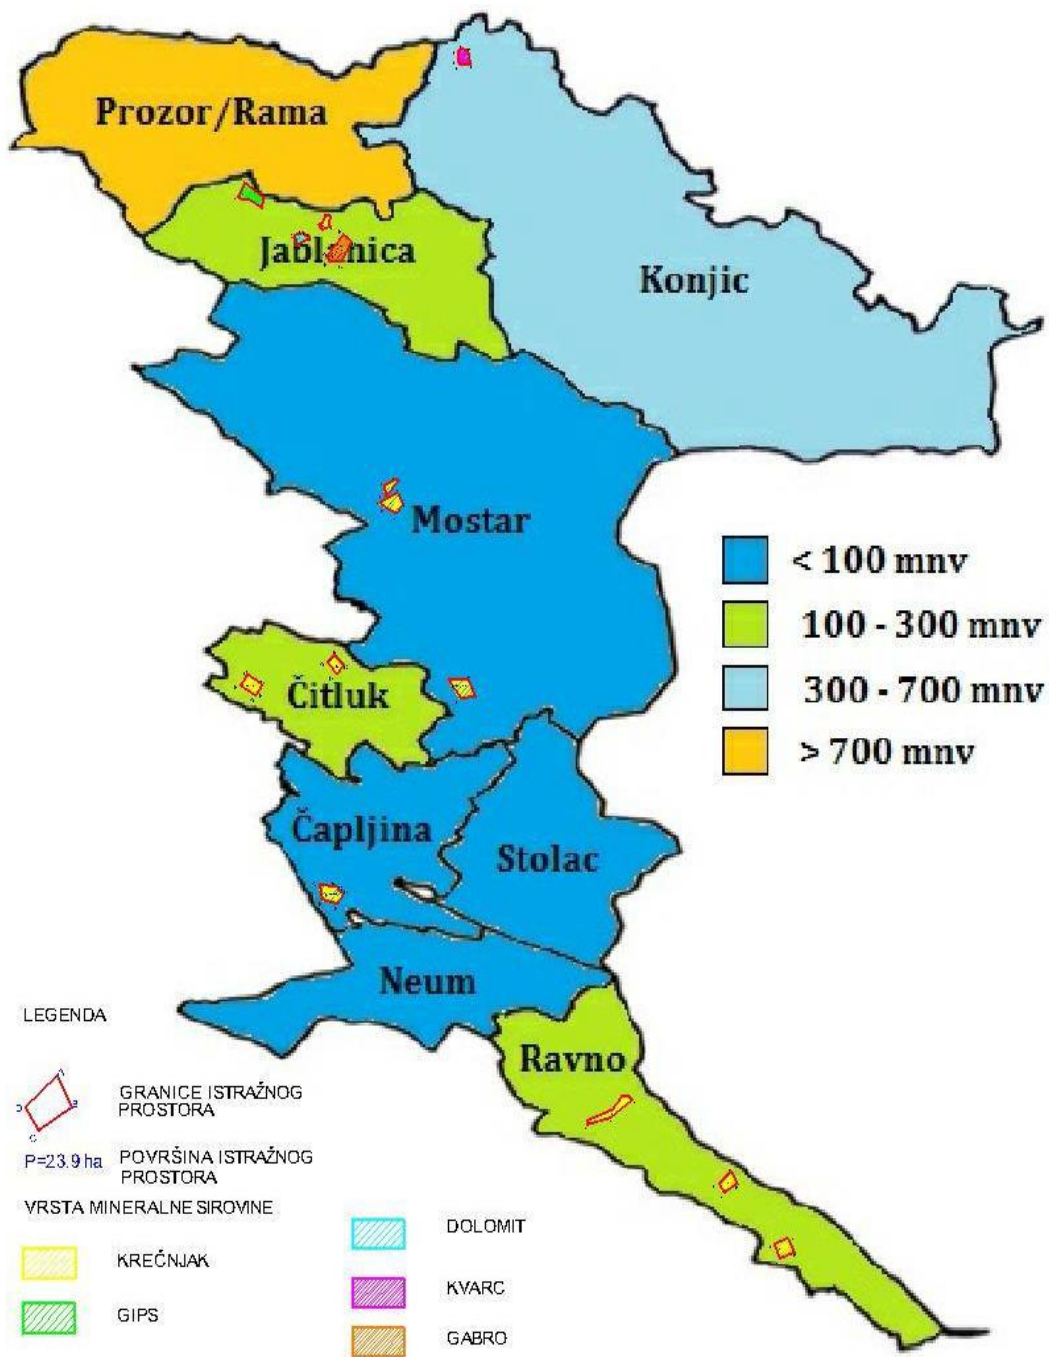 Prozor/Rama
Jablanica
Konjic
Mostar
< 100 mnv
100 - 300 mnv
300 - 700 mnv
> 700 mnv
Čitluk
Čapljina
Stolac
Neum
Ravno
LEGENDA
GRANICE ISTRAŽNOG
PROSTORA
P=23.9 ha
POVRŠINA ISTRAŽNOG
PROSTORA
VRSTA MINERALNE SIROVINE
KREČNJAK
GIPS
DOLOMIT
KVARC
GABRO